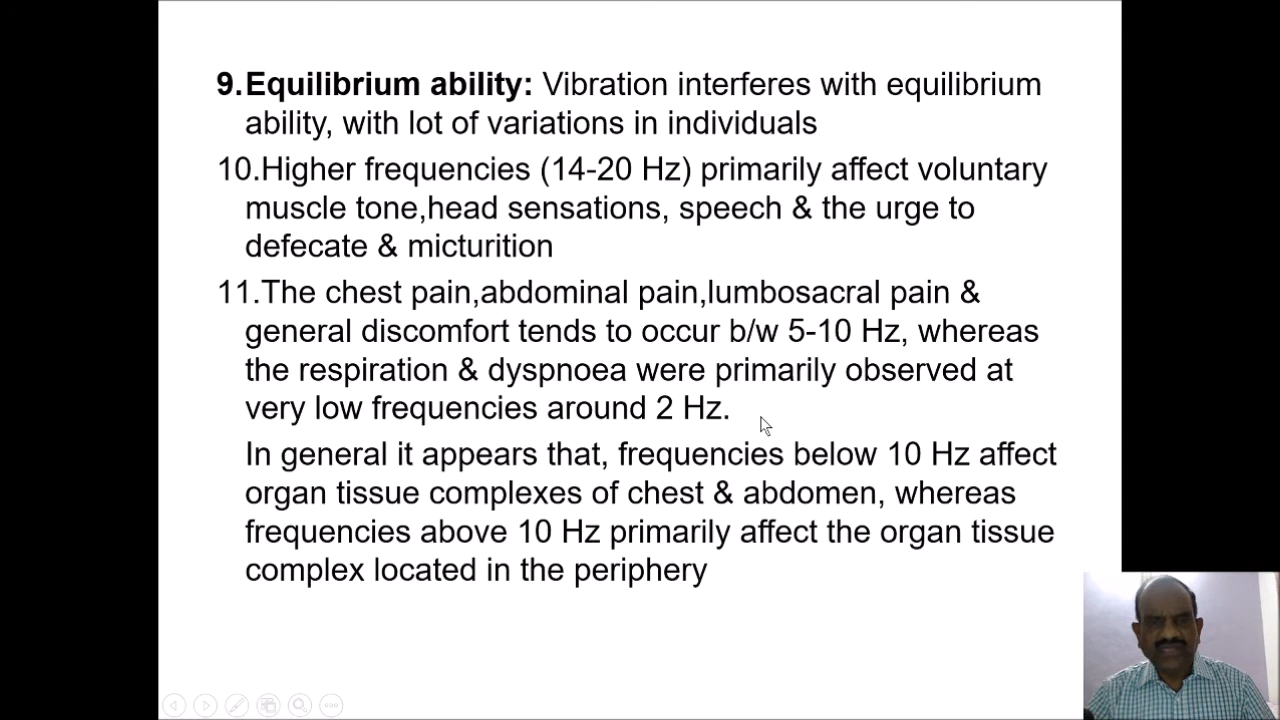 9.Equilibrium ability: Vibration interferes with equilibrium
ability, with lot of variations in individuals
10.Higher frequencies (14-20 Hz) primarily affect voluntary
muscle tone,head sensations, speech & the urge to
defecate & micturition
11.The chest pain,abdominal pain,lumbosacral pain &
general discomfort tends to occur b/w 5-10 Hz, whereas
the respiration & dyspnoea were primarily observed at
very low frequencies around 2 Hz.
In general it appears that, frequencies below 10 Hz affect
organ tissue complexes of chest & abdomen, whereas
frequencies above 10 Hz primarily affect the organ tissue
complex located in the periphery